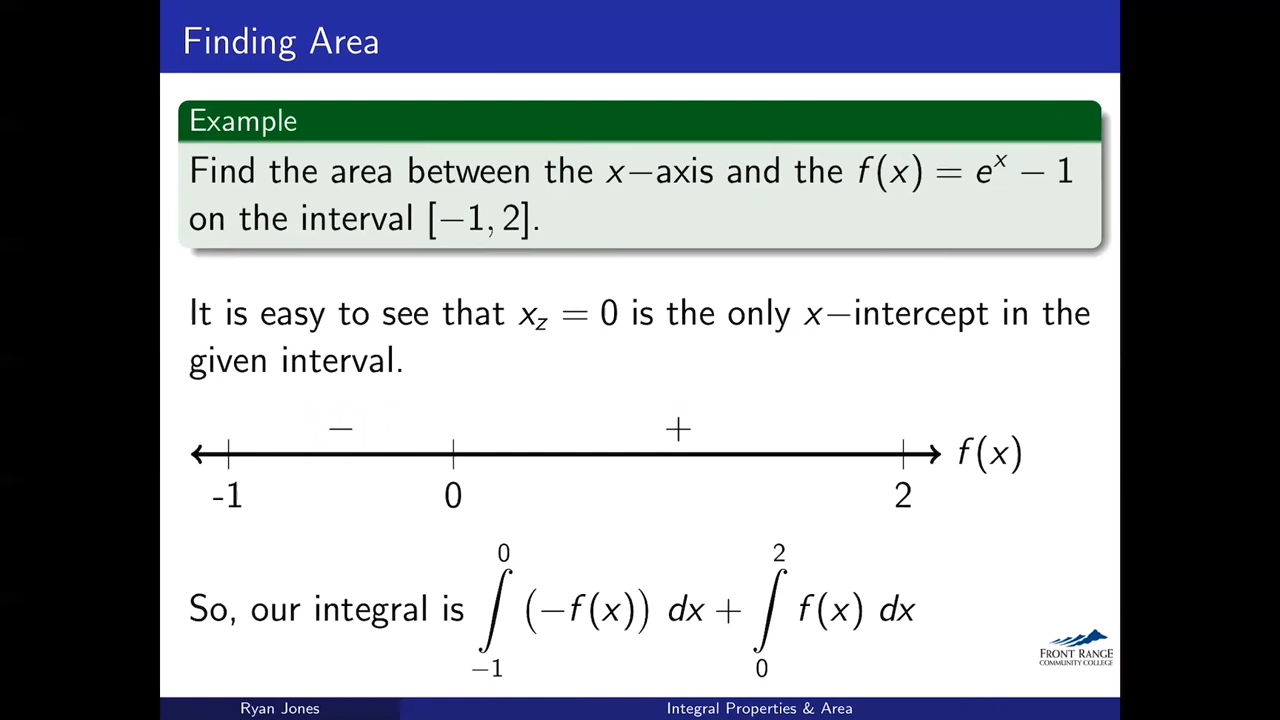 Finding Area
Example
Find the area between the x−axis and the f(x) = eˣ − 1
on the interval [−1, 2].
It is easy to see that x_z = 0 is the only x−intercept in the
given interval.
− +
f(x)
-1 0 2
So, our integral is ∫_{−1}^{0} (−f(x)) dx + ∫_{0}^{2} f(x) dx
FRONT RANGE
COMMUNITY COLLEGE
Ryan Jones Integral Properties & Area